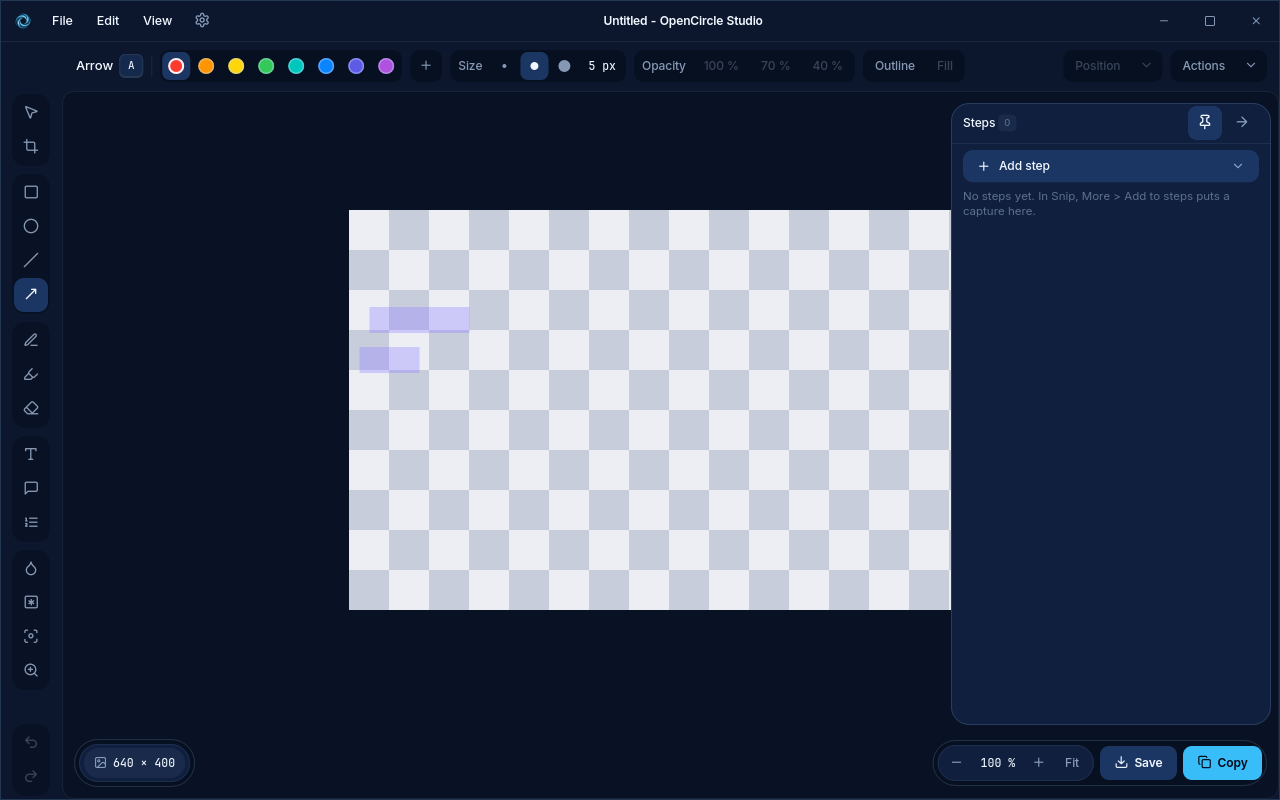 File Edit View
Untitled - OpenCircle Studio
Arrow A
Size 5 px
Opacity 100 % 70 % 40 %
Outline Fill
Position
Actions
Steps 0
Add step
No steps yet. In Snip, More > Add to steps puts a
capture here.
640 × 400
100 %
Fit
Save
Copy